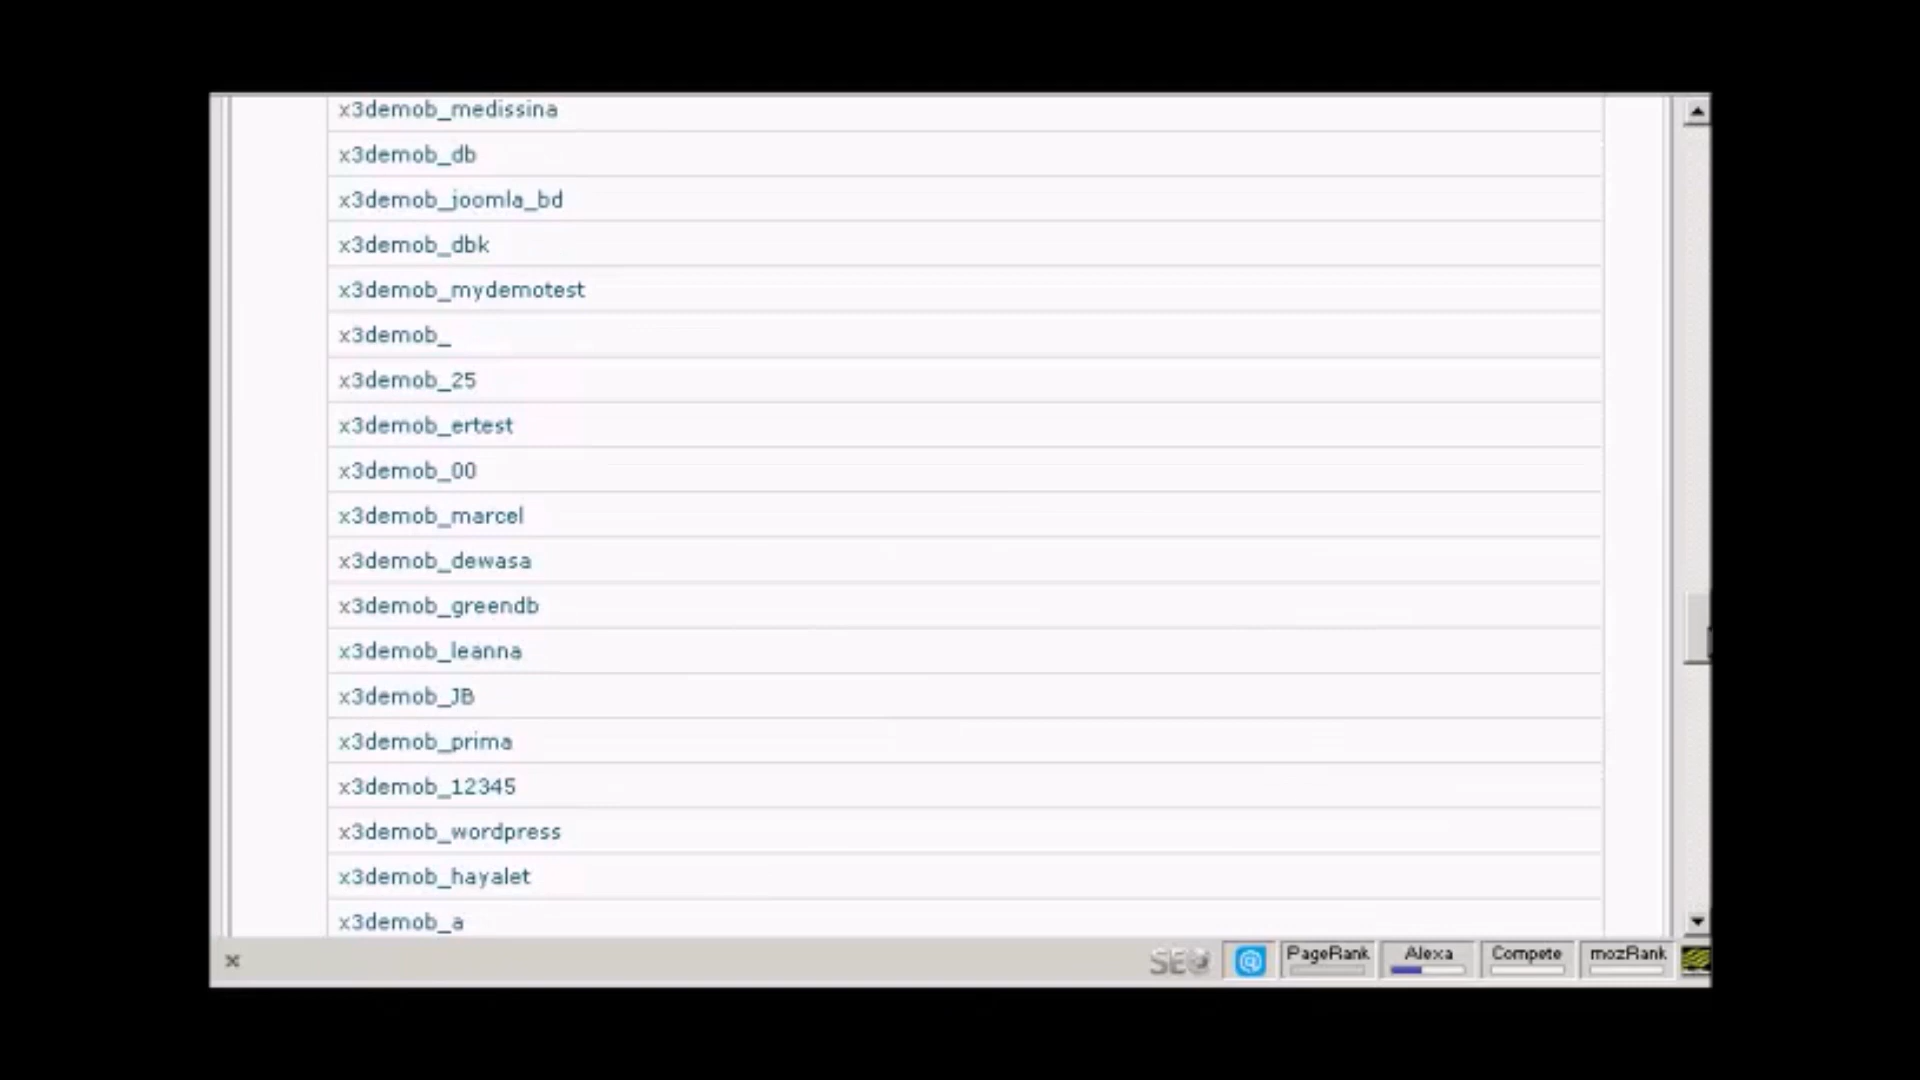 x3demob_medissina
x3demob_db
x3demob_joomla_bd
x3demob_dbk
x3demob_mydemotest
x3demob_
x3demob_25
x3demob_ertest
x3demob_00
x3demob_marcel
x3demob_dewasa
x3demob_greendb
x3demob_leanna
x3demob_JB
x3demob_prima
x3demob_12345
x3demob_wordpress
x3demob_hayalet
x3demob_a
SEO PageRank Alexa Compete mozRank